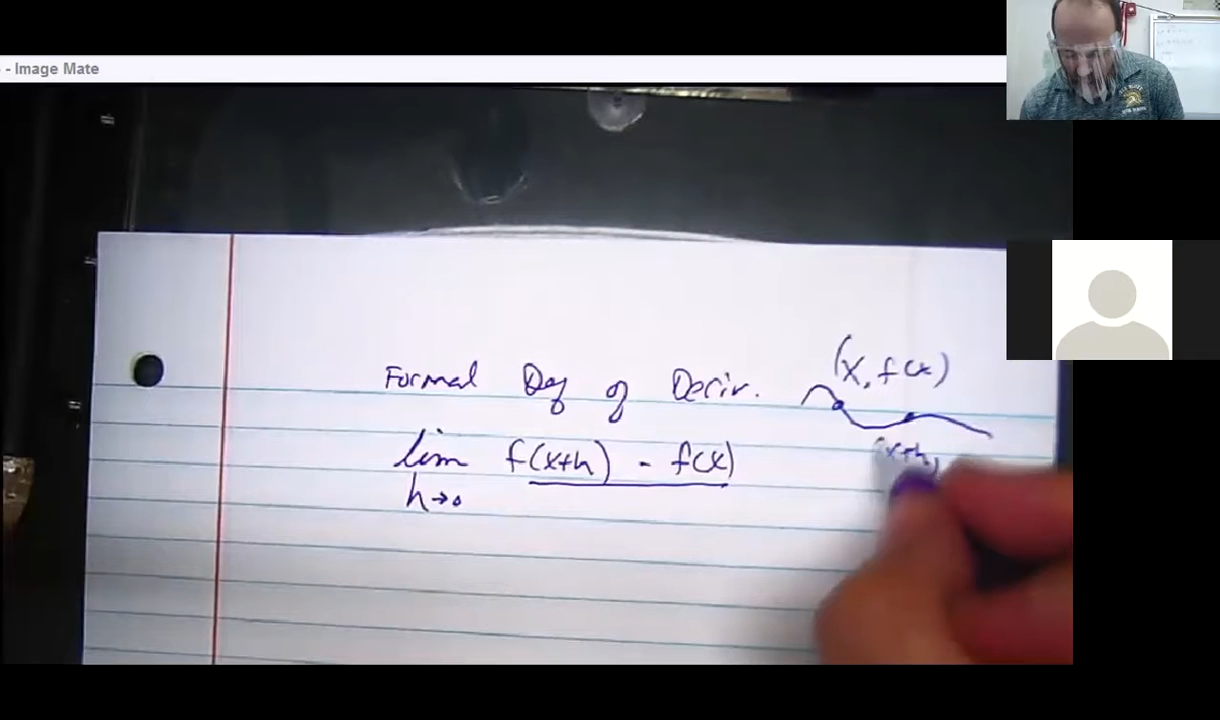 - Image Mate
Formal Def of Deriv.
(x, f(x)
lim f(x+h) - f(x)
h→0
(x+h,